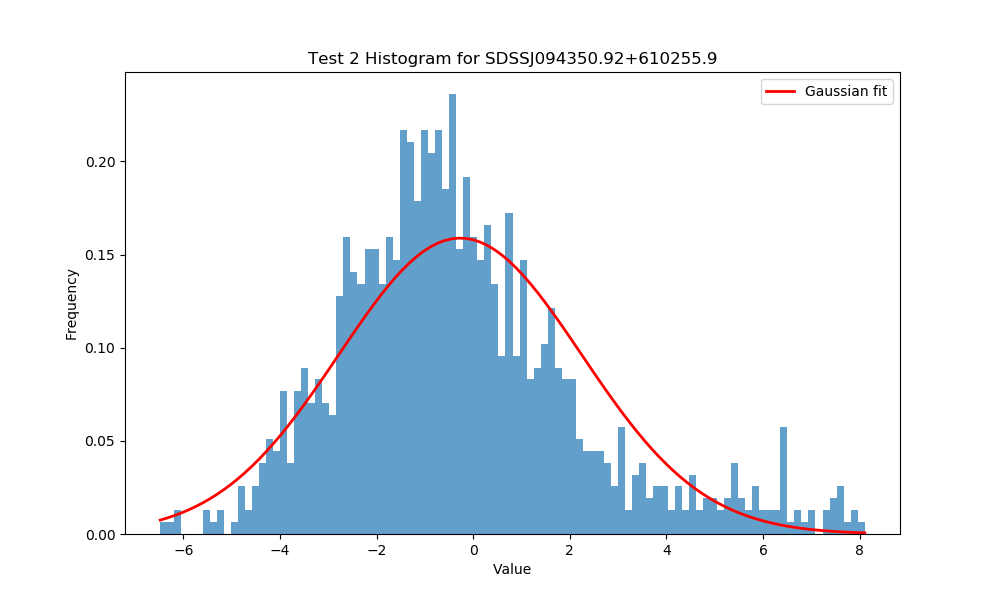 Test 2 Histogram for SDSSJ094350.92+610255.9
Gaussian fit
0.20
0.15
0.10
0.05
0.00
Frequency
−6 −4 −2 0 2 4 6 8
Value